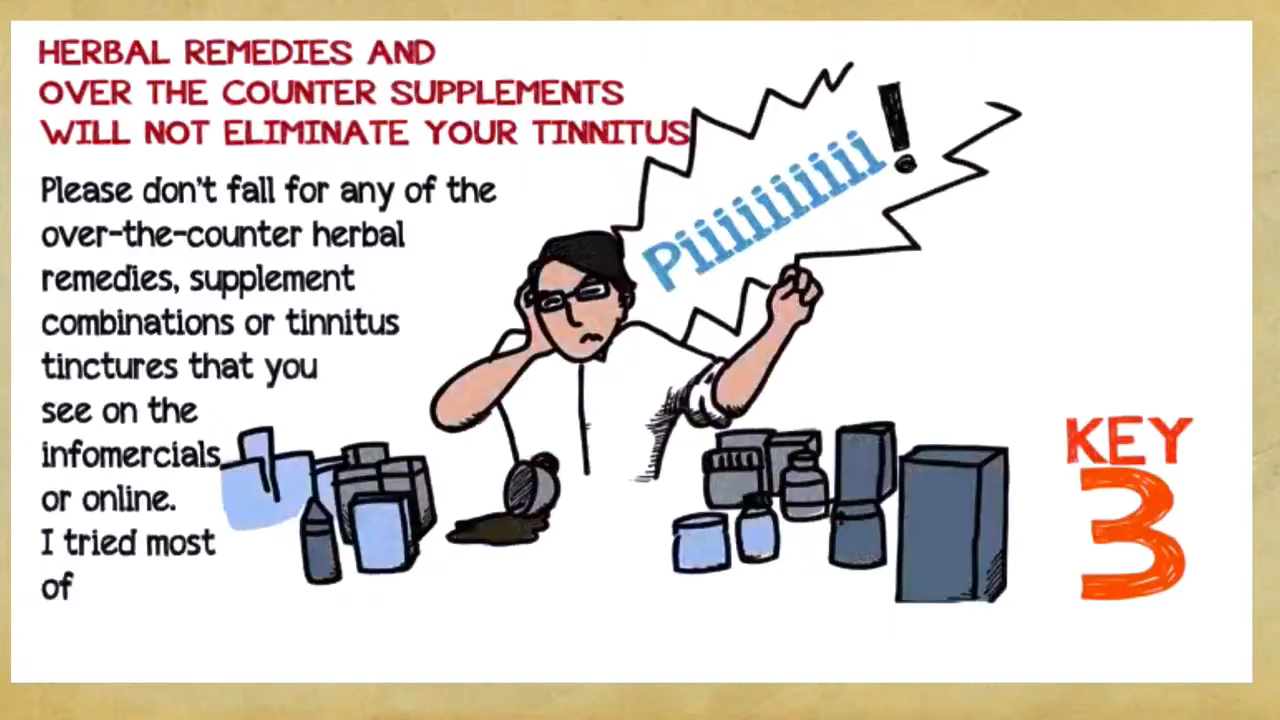 HERBAL REMEDIES AND
OVER THE COUNTER SUPPLEMENTS
WILL NOT ELIMINATE YOUR TINNITUS
Please don't fall for any of the
over-the-counter herbal
remedies, supplement
combinations or tinnitus
tinctures that you
see on the
infomercials
or online.
I tried most
of
Piiiiiiiii!
KEY
3